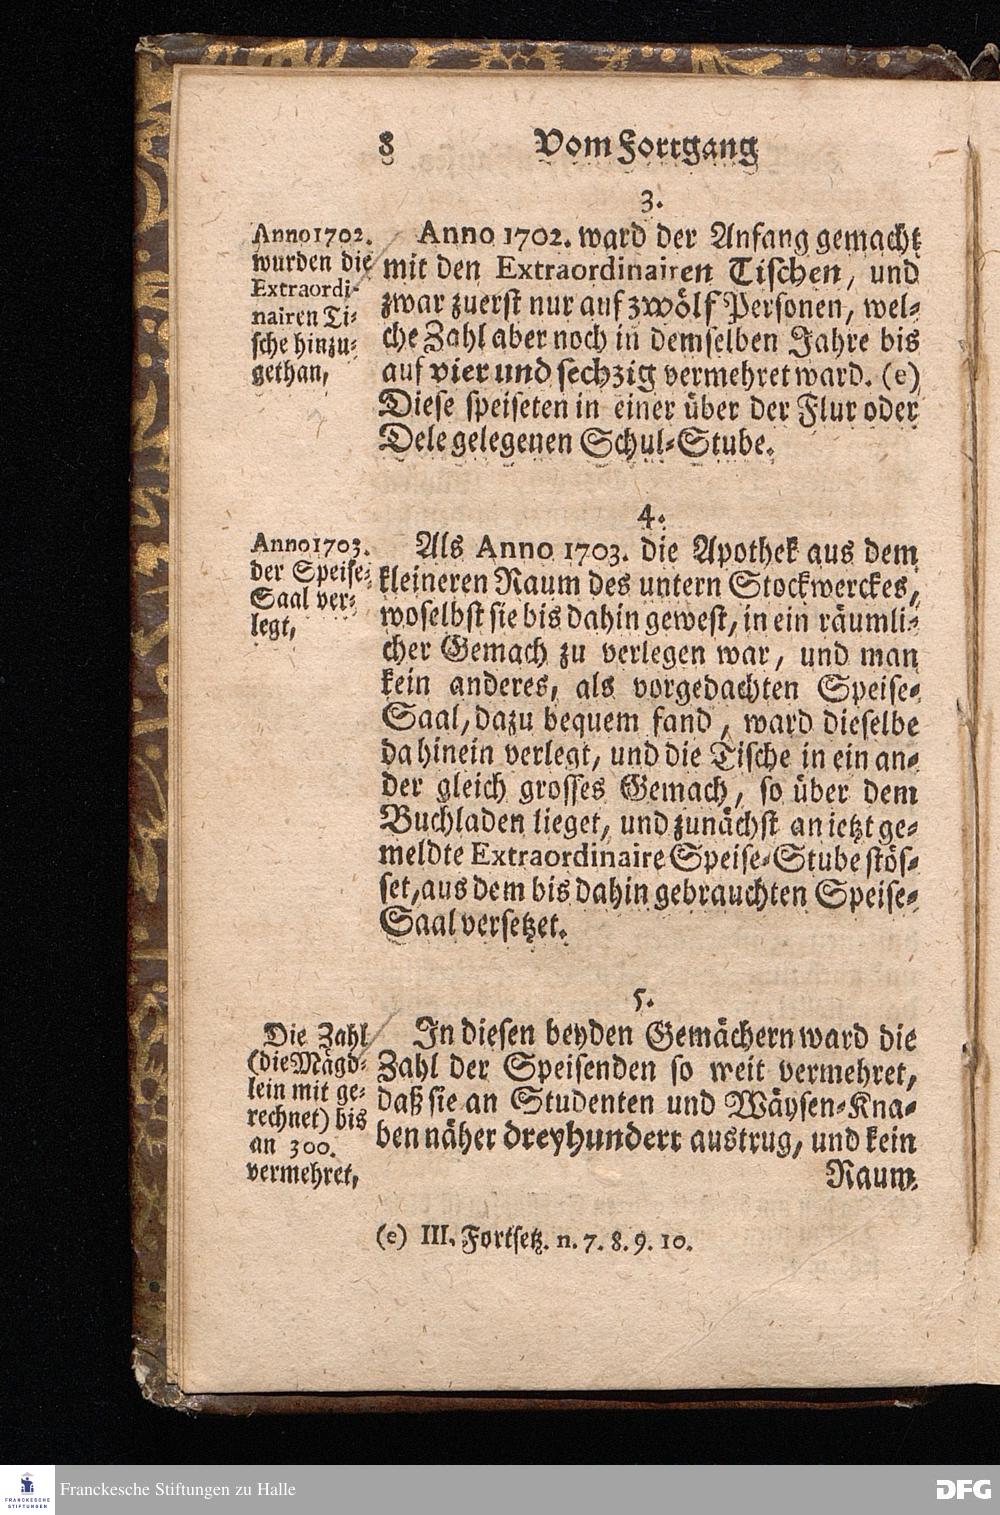 8 Vom Fortgang
3.
Anno 1702.
wurden die
Extraordi-
nairen Ti-
sche hinzu-
gethan,
Anno 1702. ward der Anfang gemacht
mit den Extraordinairen Tischen, und
zwar zuerst nur auf zwölf Personen, wel-
che Zahl aber noch in demselben Jahre bis
auf vier und sechzig vermehret ward. (e)
Diese speiseten in einer über der Flur oder
Dele gelegenen Schul-Stube.
4.
Anno 1703.
der Speise-
Saal ver-
legt,
Als Anno 1703. die Apothek aus dem
kleineren Raum des untern Stockwerckes,
woselbst sie bis dahin gewest, in ein räumli-
cher Gemach zu verlegen war, und man
kein anderes, als vorgedachten Speise-
Saal, dazu bequem fand, ward dieselbe
da hinein verlegt, und die Tische in ein an-
der gleich grosses Gemach, so über dem
Buchladen lieget, und zunächst an ietzt ge-
meldte Extraordinaire Speise-Stube stös-
set, aus dem bis dahin gebrauchten Speise-
Saal versetzet.
5.
Die Zahl
(die Mägd-
lein mit ge-
rechnet) bis
an 300.
vermehret,
In diesen beyden Gemächern ward die
Zahl der Speisenden so weit vermehret,
daß sie an Studenten und Wäysen-Kna-
ben näher dreyhundert austrug, und kein
Raum
(e) III. Fortsetz. n. 7. 8. 9. 10.
FRANCKESCHE
STIFTUNGEN
Franckesche Stiftungen zu Halle
DFG